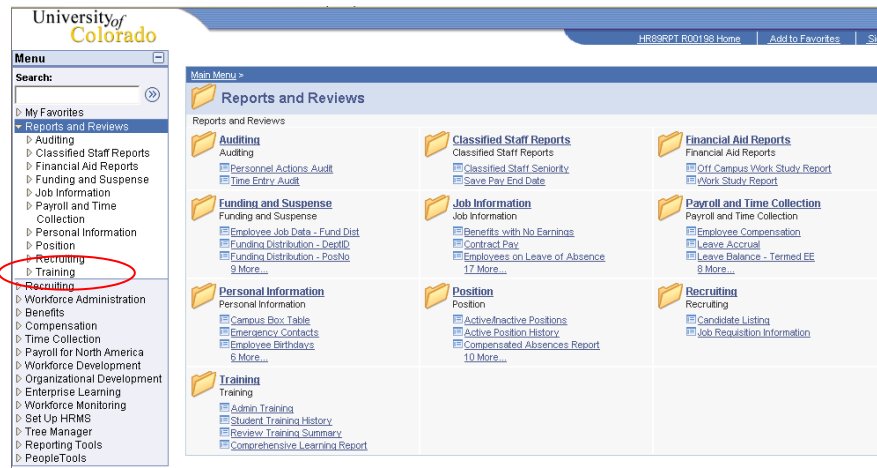 University of
Colorado
HR89RPT R00198 Home
Add to Favorites
Menu
Search:
My Favorites
Reports and Reviews
Auditing
Classified Staff Reports
Financial Aid Reports
Funding and Suspense
Job Information
Payroll and Time
Collection
Personal Information
Position
Recruiting
Training
Recruiting
Workforce Administration
Benefits
Compensation
Time Collection
Payroll for North America
Workforce Development
Organizational Development
Enterprise Learning
Workforce Monitoring
Set Up HRMS
Tree Manager
Reporting Tools
PeopleTools
Main Menu >
Reports and Reviews
Reports and Reviews
Auditing
Auditing
Personnel Actions Audit
Time Entry Audit
Classified Staff Reports
Classified Staff Reports
Classified Staff Seniority
Save Pay End Date
Financial Aid Reports
Financial Aid Reports
Off Campus Work Study Report
Work Study Report
Funding and Suspense
Funding and Suspense
Employee Job Data - Fund Dist
Funding Distribution - DeptID
Funding Distribution - PosNo
9 More...
Job Information
Job Information
Benefits with No Earnings
Contract Pay
Employees on Leave of Absence
17 More...
Payroll and Time Collection
Payroll and Time Collection
Employee Compensation
Leave Accrual
Leave Balance - Termed EE
8 More...
Personal Information
Personal Information
Campus Box Table
Emergency Contacts
Employee Birthdays
6 More...
Position
Position
Active/Inactive Positions
Active Position History
Compensated Absences Report
10 More...
Recruiting
Recruiting
Candidate Listing
Job Requisition Information
Training
Training
Admin Training
Student Training History
Review Training Summary
Comprehensive Learning Report